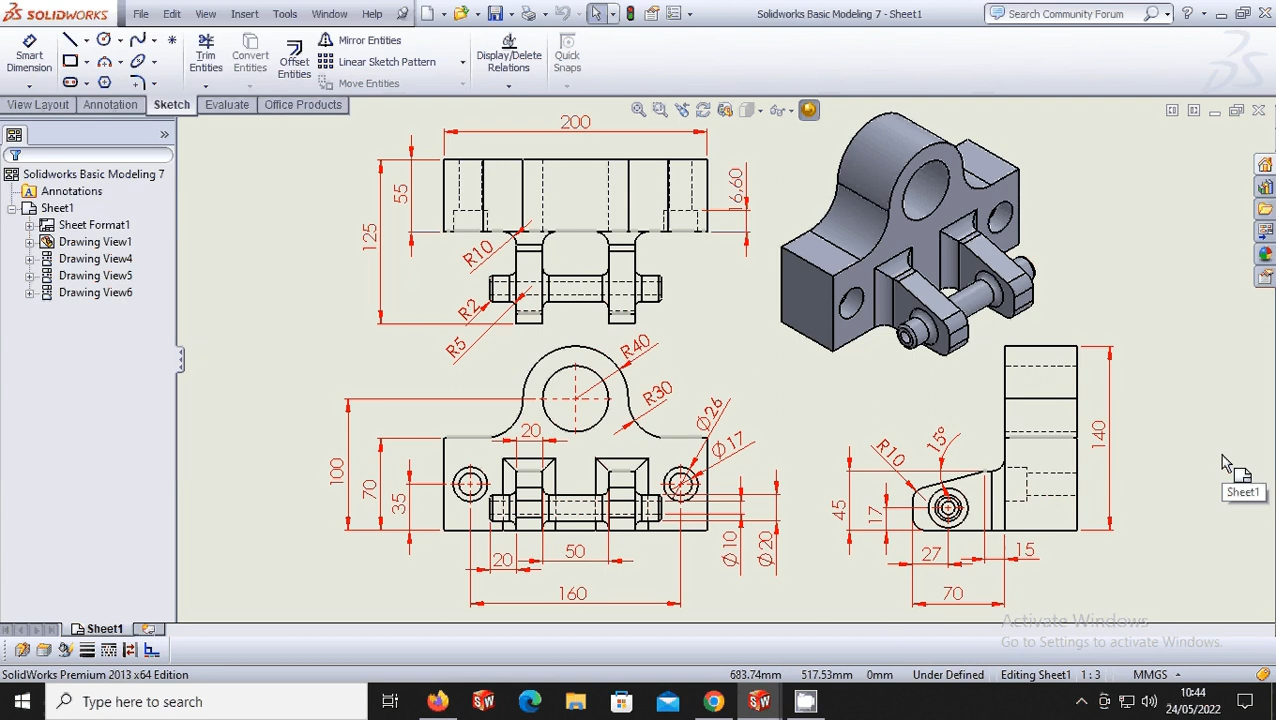 SOLIDWORKS
File Edit View Insert Tools Window Help
Solidworks Basic Modeling 7 - Sheet1
Search Community Forum
Smart Dimension
Trim Entities
Convert Entities
Offset Entities
Mirror Entities
Linear Sketch Pattern
Move Entities
Display/Delete Relations
Quick Snaps
View Layout Annotation Sketch Evaluate Office Products
Solidworks Basic Modeling 7
Annotations
Sheet1
Sheet Format1
Drawing View1
Drawing View4
Drawing View5
Drawing View6
200
55
125
16,60
R10
R2
R5
R40
R30
Ø26
Ø17
20
100
70
35
20
50
160
Ø10
Ø20
R10
15°
45
17
27
15
70
140
Sheet1
Activate Windows
Go to Settings to activate Windows.
Sheet1
SolidWorks Premium 2013 x64 Edition
683.74mm 517.53mm 0mm Under Defined Editing Sheet1 1 : 3 MMGS
Type here to search
10:44
24/05/2022